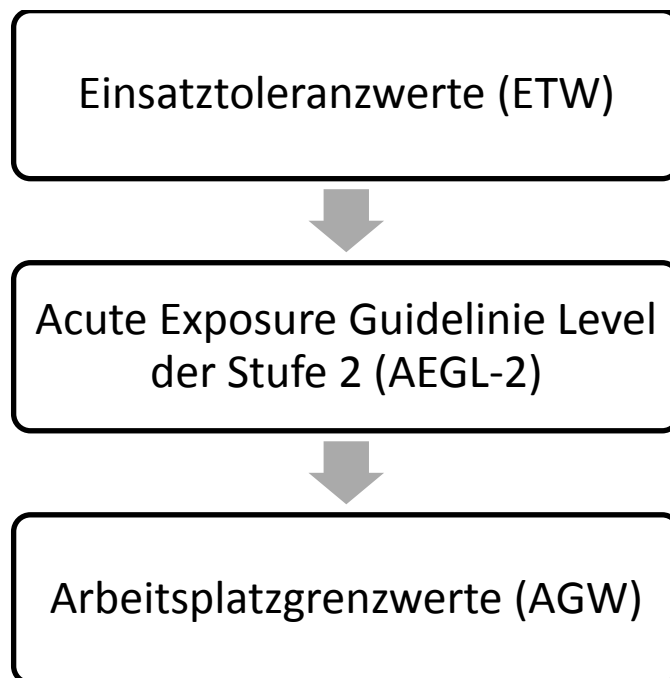 Einsatztoleranzwerte (ETW)
Acute Exposure Guidelinie Level
der Stufe 2 (AEGL-2)
Arbeitsplatzgrenzwerte (AGW)